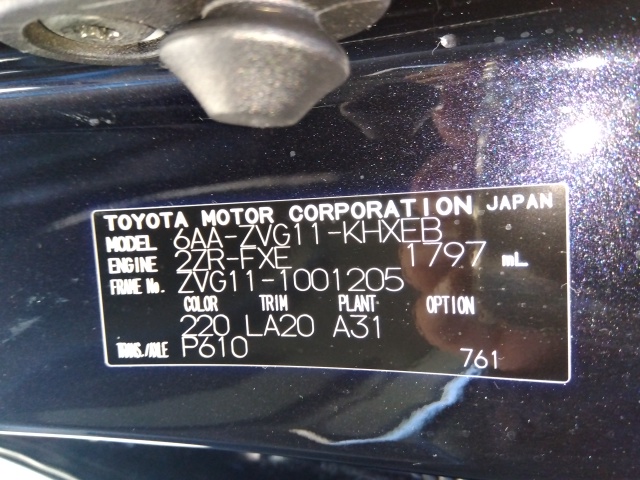 TOYOTA MOTOR CORPORATION JAPAN
MODEL 6AA-ZVG11-KHXEB
ENGINE 2ZR-FXE 1797 mL
FRAME No. ZVG11-1001205
COLOR TRIM PLANT OPTION
220 LA20 A31
TRANS./AXLE P610 761